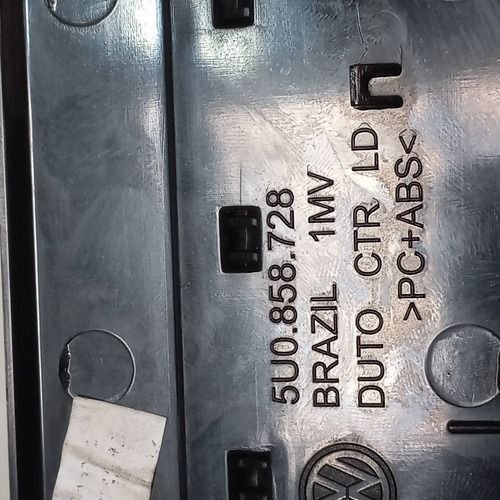 5U0.858.728
BRAZIL 1MV
DUTO CTR LD
>PC+ABS<